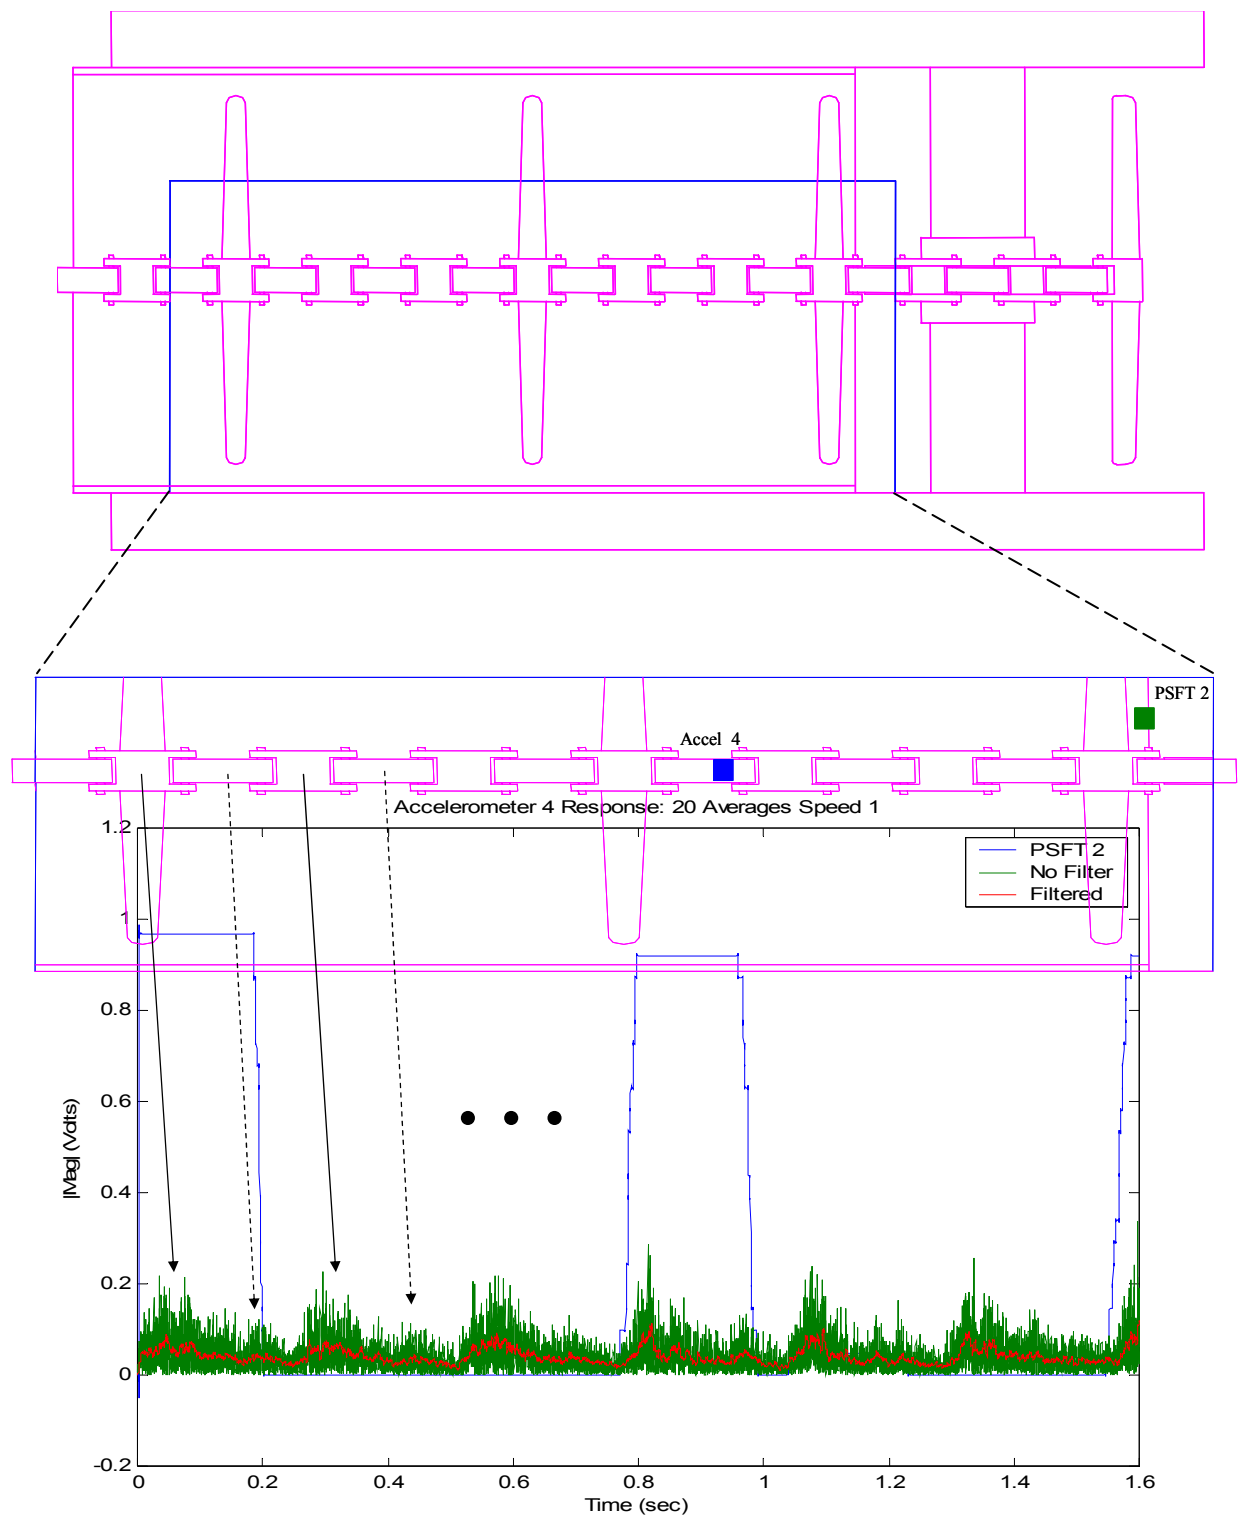 PSFT 2
Accel 4
Accelerometer 4 Response: 20 Averages Speed 1
1.2
1
0.8
0.6
0.4
0.2
0
-0.2
|Mag| (Vdts)
PSFT 2
No Filter
Filtered
0 0.2 0.4 0.6 0.8 1 1.2 1.4 1.6
Time (sec)